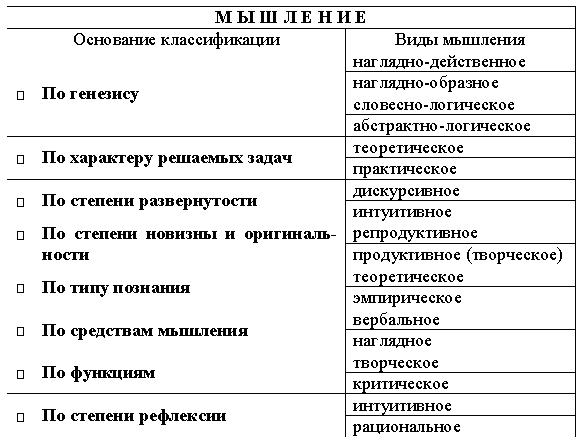 М Ы Ш Л Е Н И Е
Основание классификации
Виды мышления
По генезису
наглядно-действенное
наглядно-образное
словесно-логическое
абстрактно-логическое
По характеру решаемых задач
теоретическое
практическое
По степени развернутости
дискурсивное
интуитивное
По степени новизны и оригиналь-
ности
репродуктивное
продуктивное (творческое)
По типу познания
теоретическое
эмпирическое
По средствам мышления
вербальное
наглядное
По функциям
творческое
критическое
По степени рефлексии
интуитивное
рациональное